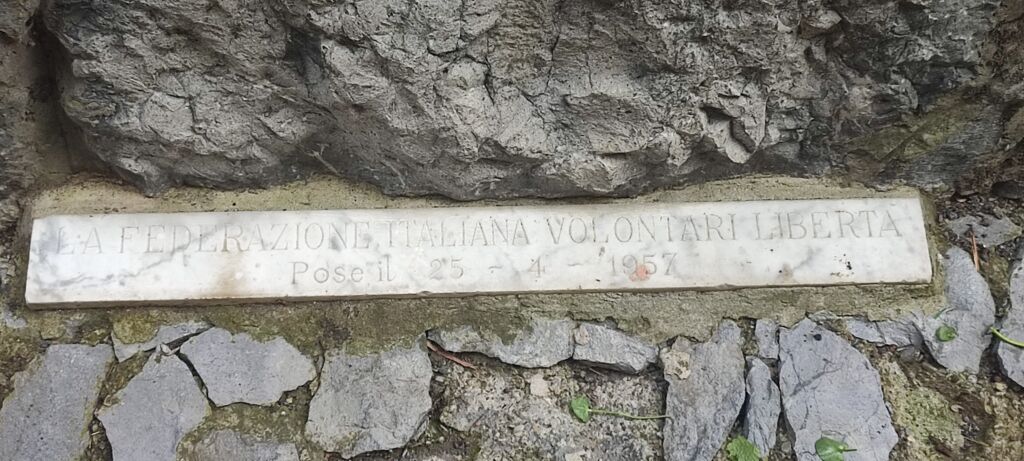 LA FEDERAZIONE ITALIANA VOLONTARI LIBERTA
Pose il 25 - 4 - 1957